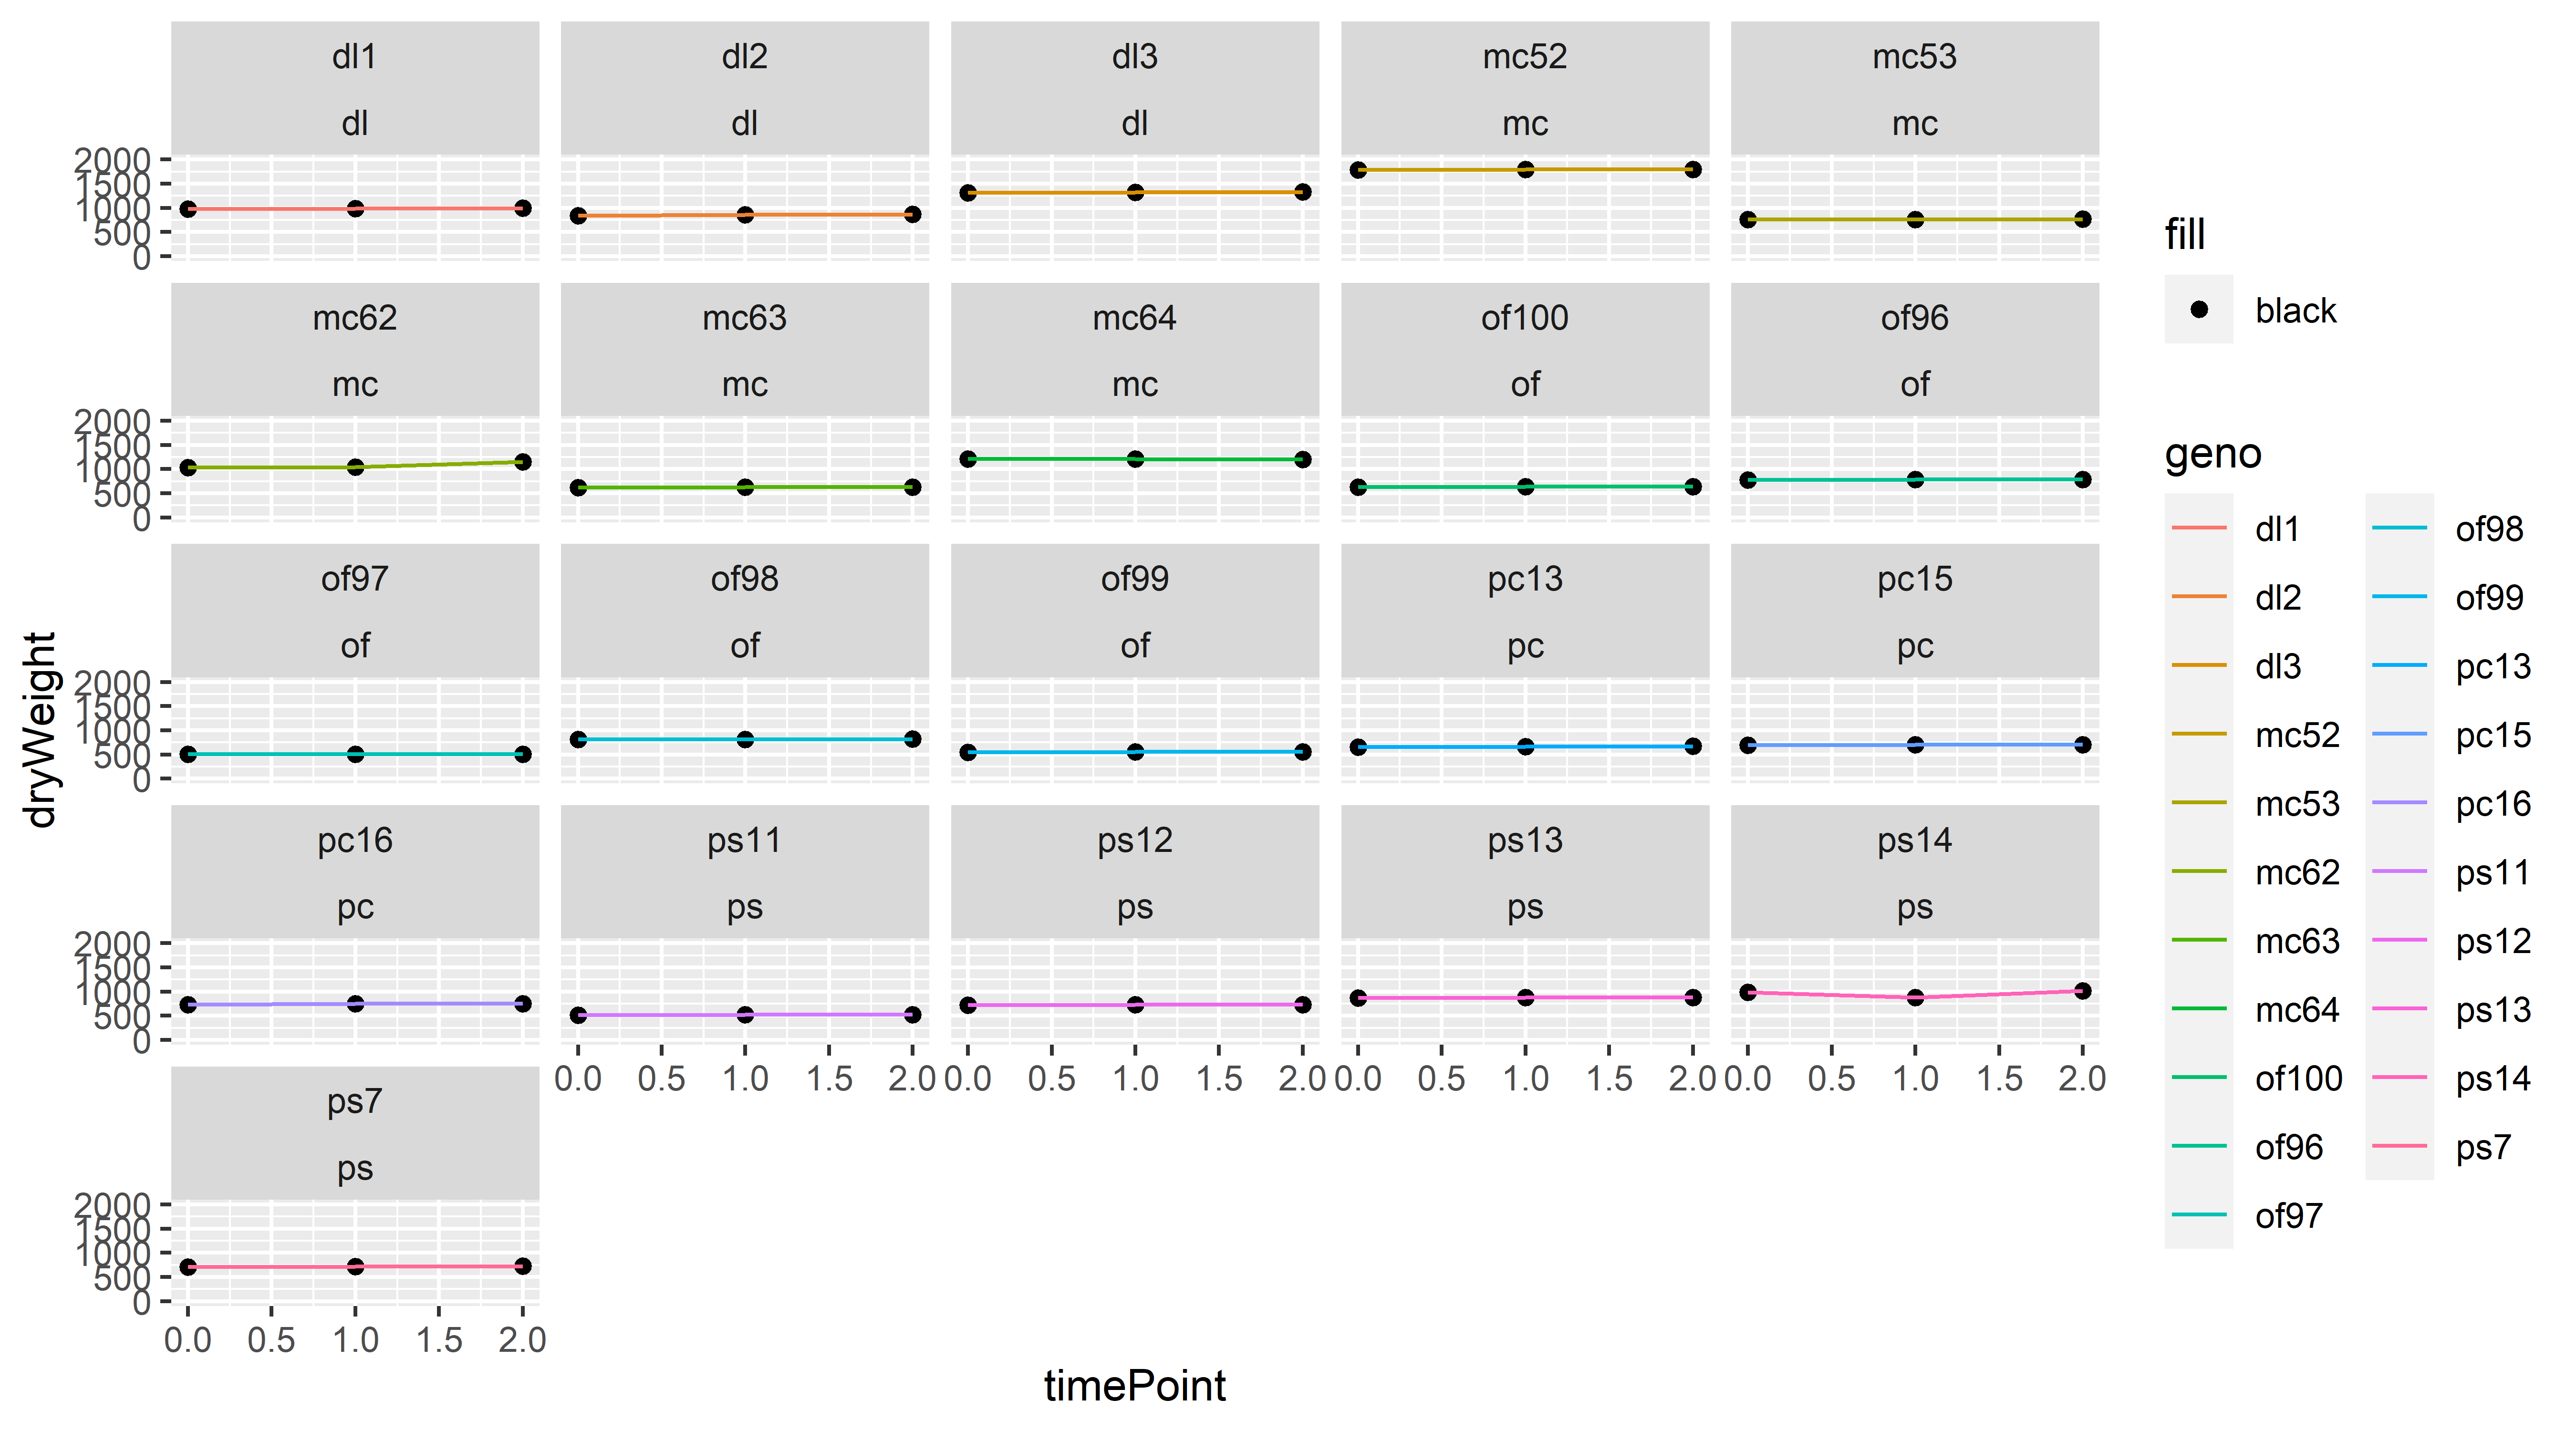 dl1 dl2 dl3 mc52 mc53
dl dl dl mc mc
2000
1500
1000
500
0
mc62 mc63 mc64 of100 of96
mc mc mc of of
2000
1500
1000
500
0
of97 of98 of99 pc13 pc15
of of of pc pc
2000
1500
1000
500
0
pc16 ps11 ps12 ps13 ps14
pc ps ps ps ps
2000
1500
1000
500
0
0.0 0.5 1.0 1.5 2.0 0.0 0.5 1.0 1.5 2.0 0.0 0.5 1.0 1.5 2.0 0.0 0.5 1.0 1.5 2.0
ps7
ps
2000
1500
1000
500
0
0.0 0.5 1.0 1.5 2.0
timePoint
dryWeight
fill
black
geno
dl1
dl2
dl3
mc52
mc53
mc62
mc63
mc64
of100
of96
of97
of98
of99
pc13
pc15
pc16
ps11
ps12
ps13
ps14
ps7